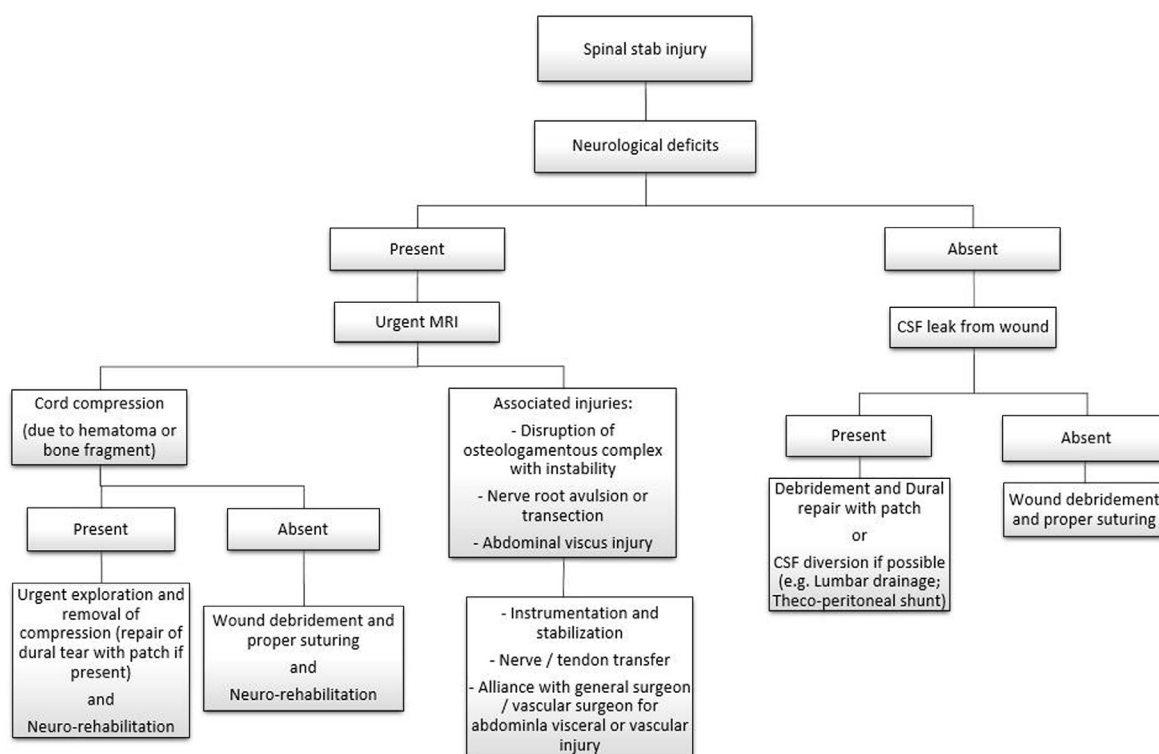 Spinal stab injury
Neurological deficits
Present
Absent
Urgent MRI
CSF leak from wound
Cord compression
(due to hematoma or
bone fragment)
Associated injuries:
- Disruption of
osteologamentous complex
with instability
- Nerve root avulsion or
transection
- Abdominal viscus injury
Present
Absent
Present
Absent
Urgent exploration and
removal of
compression (repair of
dural tear with patch if
present)
and
Neuro-rehabilitation
Wound debridement and
proper suturing
and
Neuro-rehabilitation
- Instrumentation and
stabilization
- Nerve / tendon transfer
- Alliance with general surgeon
/ vascular surgeon for
abdominla visceral or vascular
injury
Debridement and Dural
repair with patch
or
CSF diversion if possible
(e.g. Lumbar drainage;
Theco-peritoneal shunt)
Wound debridement
and proper suturing